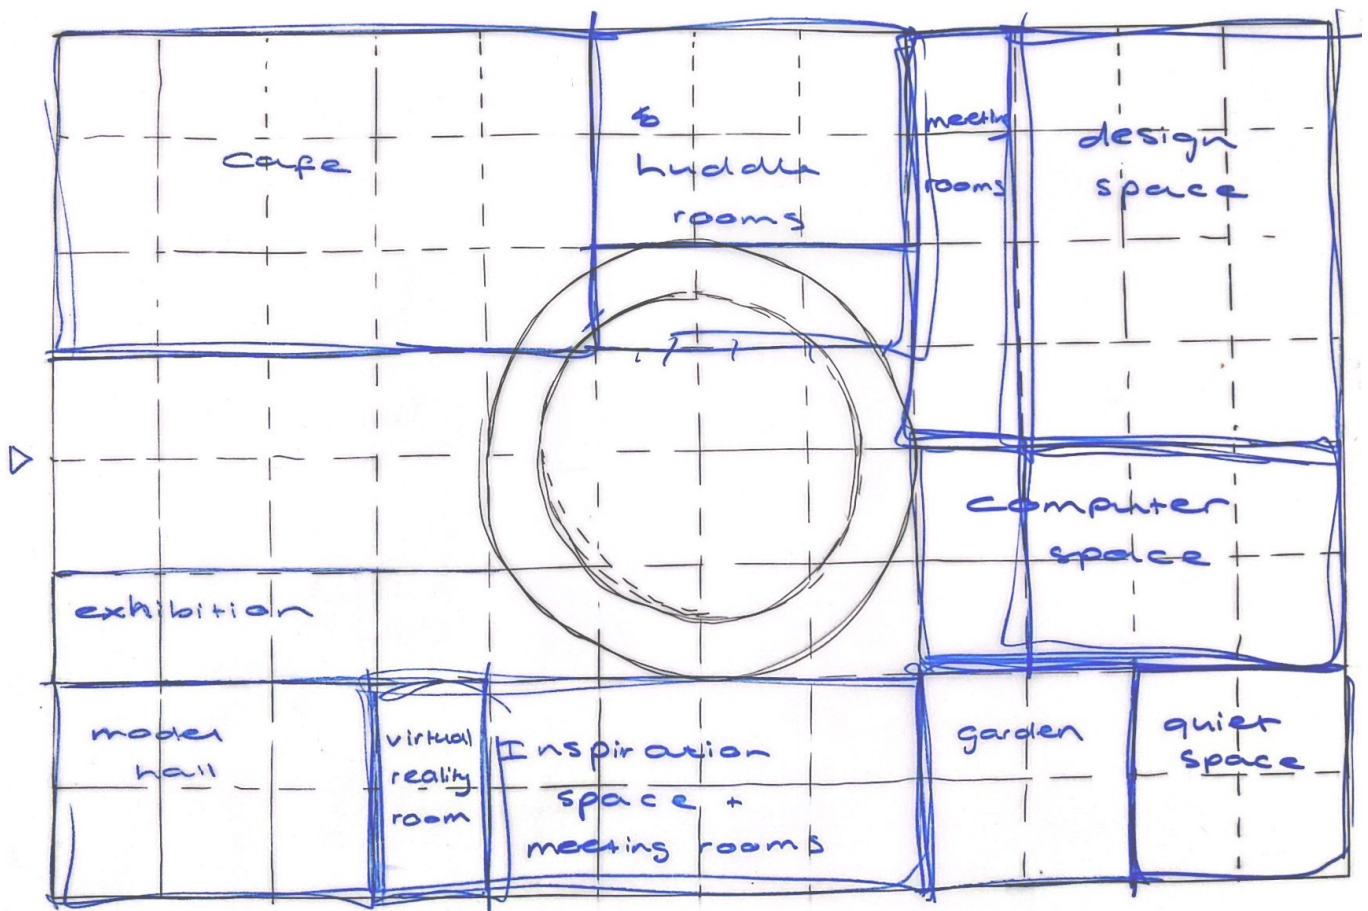 cafe
&
huddle
rooms
meeting
rooms
design
space
computer
space
exhibition
model
hall
virtual
reality
room
Inspiration
space +
meeting rooms
garden
quiet
space